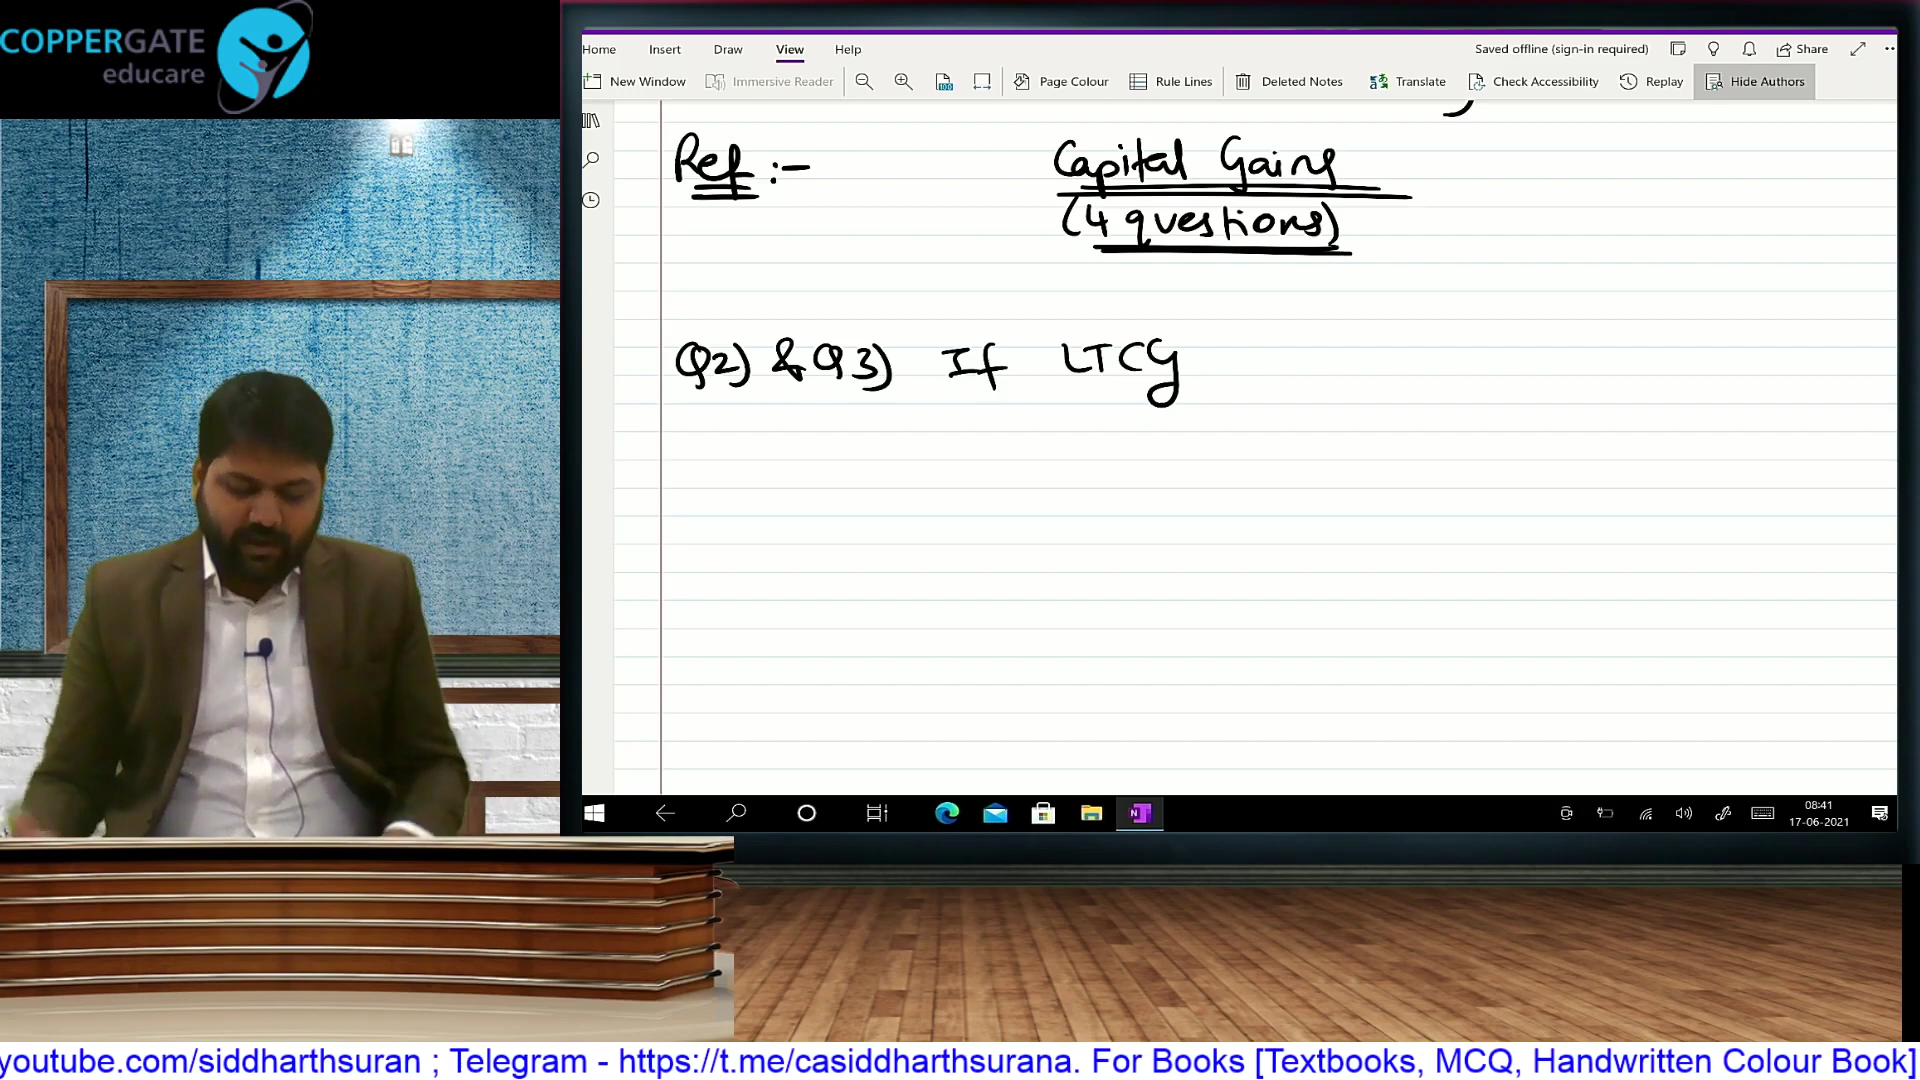 COPPERGATE
educare
Home Insert Draw View Help
Saved offline (sign-in required) Share
New Window Immersive Reader 100 Page Colour Rule Lines Deleted Notes Translate Check Accessibility Replay Hide Authors
Ref :- Capital Gains
(4 questions)
Q2) & Q3) If LTCG
08:41
17-06-2021
youtube.com/siddharthsuran ; Telegram - https://t.me/casiddharthsurana. For Books [Textbooks, MCQ, Handwritten Colour Book]